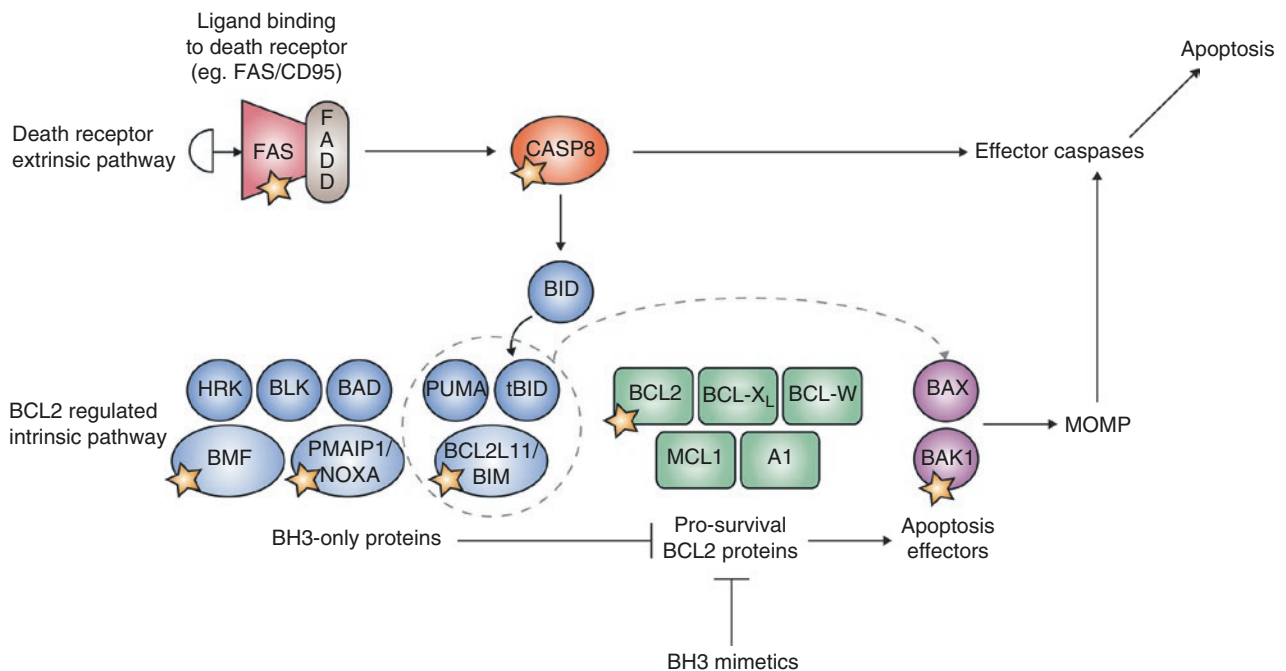 Ligand binding
to death receptor
(eg. FAS/CD95)
Apoptosis
Death receptor
extrinsic pathway
FAS
F
A
D
D
CASP8
Effector caspases
BID
HRK
BLK
BAD
PUMA
tBID
BCL2
BCL-XL
BCL-W
BAX
BCL2 regulated
intrinsic pathway
BMF
PMAIP1/
NOXA
BCL2L11/
BIM
MCL1
A1
BAK1
MOMP
BH3-only proteins
Pro-survival
BCL2 proteins
Apoptosis
effectors
BH3 mimetics